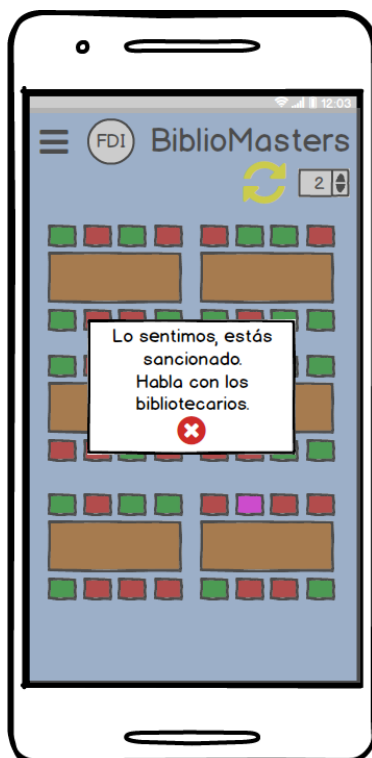 12:03
FDI BiblioMasters
2
Lo sentimos, estás
sancionado.
Habla con los
bibliotecarios.